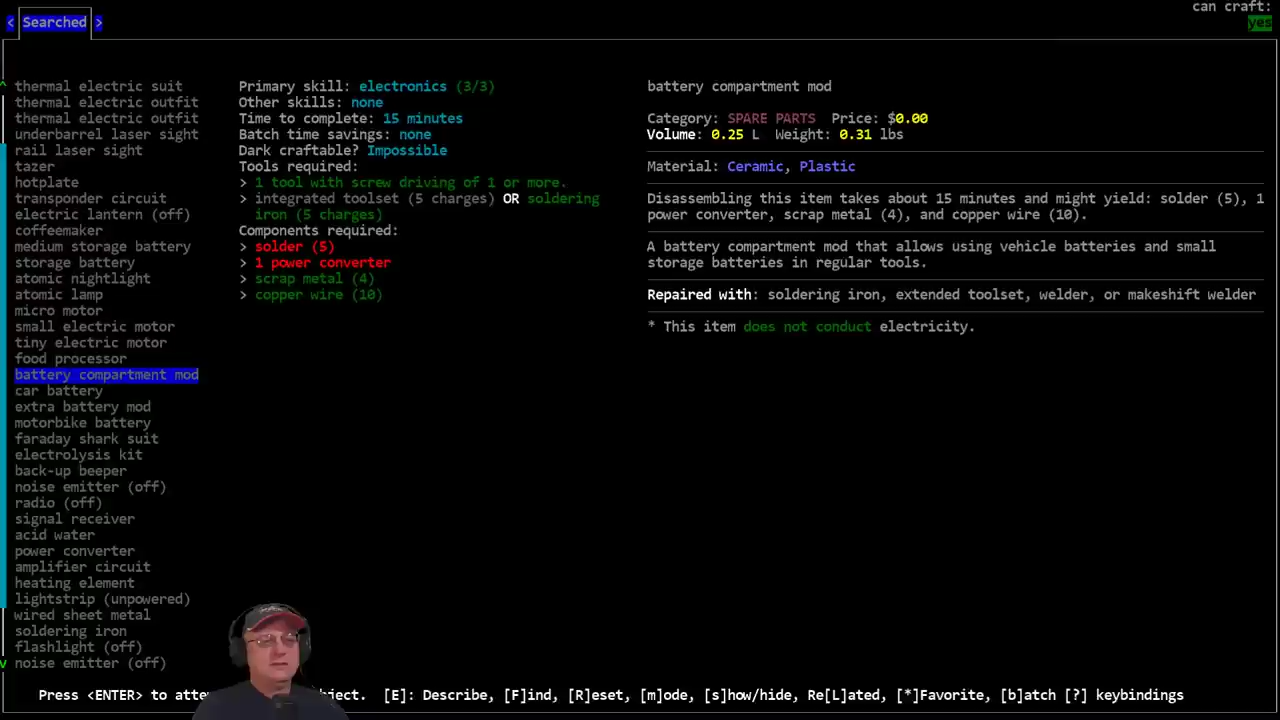 can craft:
< Searched > yes
thermal electric suit
thermal electric outfit
thermal electric outfit
underbarrel laser sight
rail laser sight
tazer
hotplate
transponder circuit
electric lantern (off)
coffeemaker
medium storage battery
storage battery
atomic nightlight
atomic lamp
micro motor
small electric motor
tiny electric motor
food processor
battery compartment mod
car battery
extra battery mod
motorbike battery
faraday shark suit
electrolysis kit
back-up beeper
noise emitter (off)
radio (off)
signal receiver
acid water
power converter
amplifier circuit
heating element
lightstrip (unpowered)
wired sheet metal
soldering iron
flashlight (off)
noise emitter (off)
Primary skill: electronics (3/3)
Other skills: none
Time to complete: 15 minutes
Batch time savings: none
Dark craftable? Impossible
Tools required:
> 1 tool with screw driving of 1 or more.
> integrated toolset (5 charges) OR soldering
iron (5 charges)
Components required:
> solder (5)
> 1 power converter
> scrap metal (4)
> copper wire (10)
battery compartment mod
Category: SPARE PARTS Price: $0.00
Volume: 0.25 L Weight: 0.31 lbs
Material: Ceramic, Plastic
Disassembling this item takes about 15 minutes and might yield: solder (5), 1
power converter, scrap metal (4), and copper wire (10).
A battery compartment mod that allows using vehicle batteries and small
storage batteries in regular tools.
Repaired with: soldering iron, extended toolset, welder, or makeshift welder
* This item does not conduct electricity.
Press <ENTER> to atte ject. [E]: Describe, [F]ind, [R]eset, [m]ode, [s]how/hide, Re[L]ated, [*]Favorite, [b]atch [?] keybindings